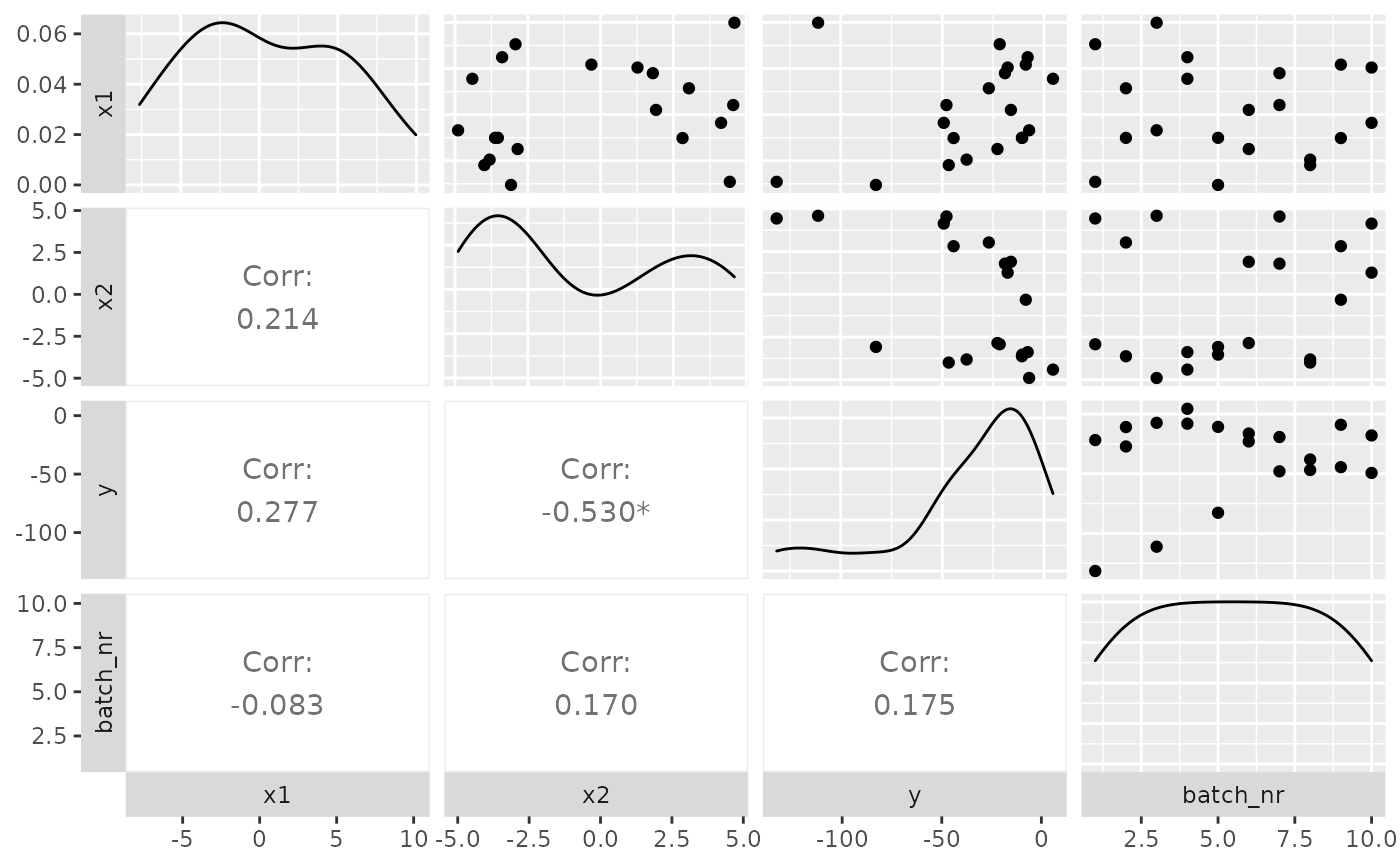 0.06
0.04
0.02
0.00
x1
5.0
2.5
0.0
-2.5
-5.0
x2
Corr:
0.214
0
-50
-100
y
Corr:
0.277
Corr:
-0.530*
10.0
7.5
5.0
2.5
batch_nr
Corr:
-0.083
Corr:
0.170
Corr:
0.175
x1 x2 y batch_nr
-5 0 5 10 -5.0 -2.5 0.0 2.5 5.0 -100 -50 0 2.5 5.0 7.5 10.0